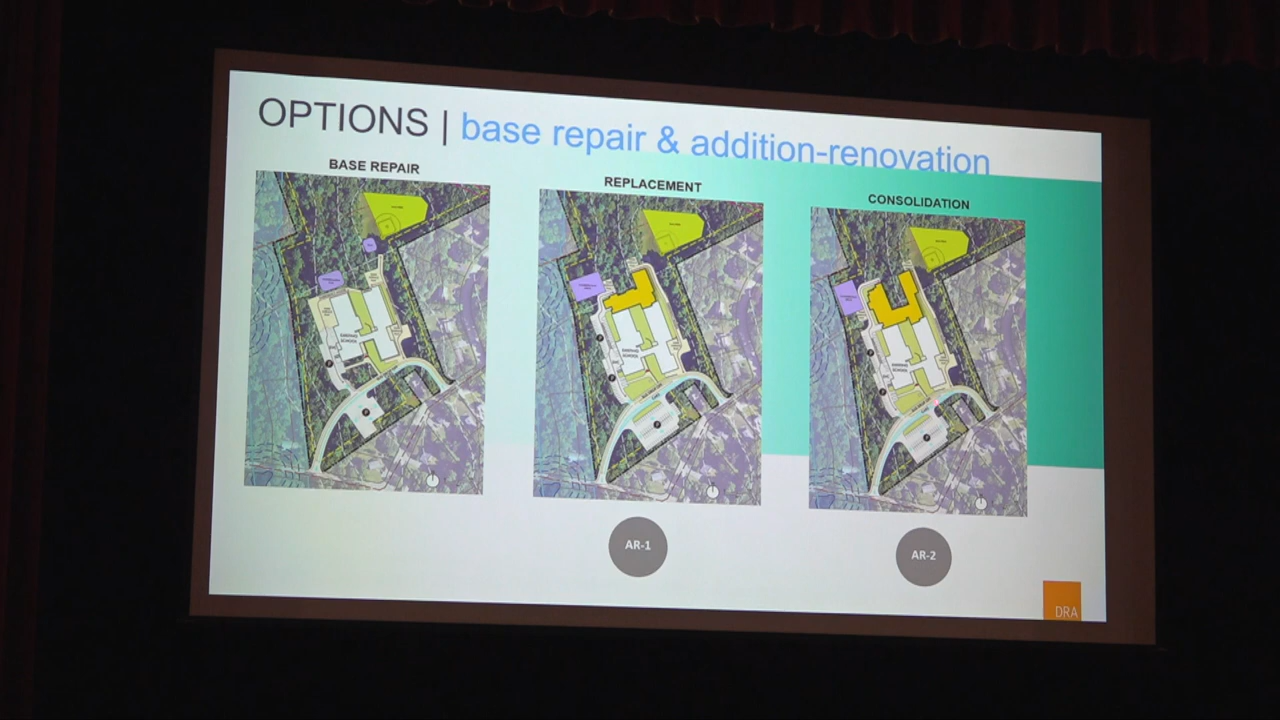 OPTIONS | base repair & addition-renovation
BASE REPAIR
REPLACEMENT
CONSOLIDATION
AR-1
AR-2
DRA